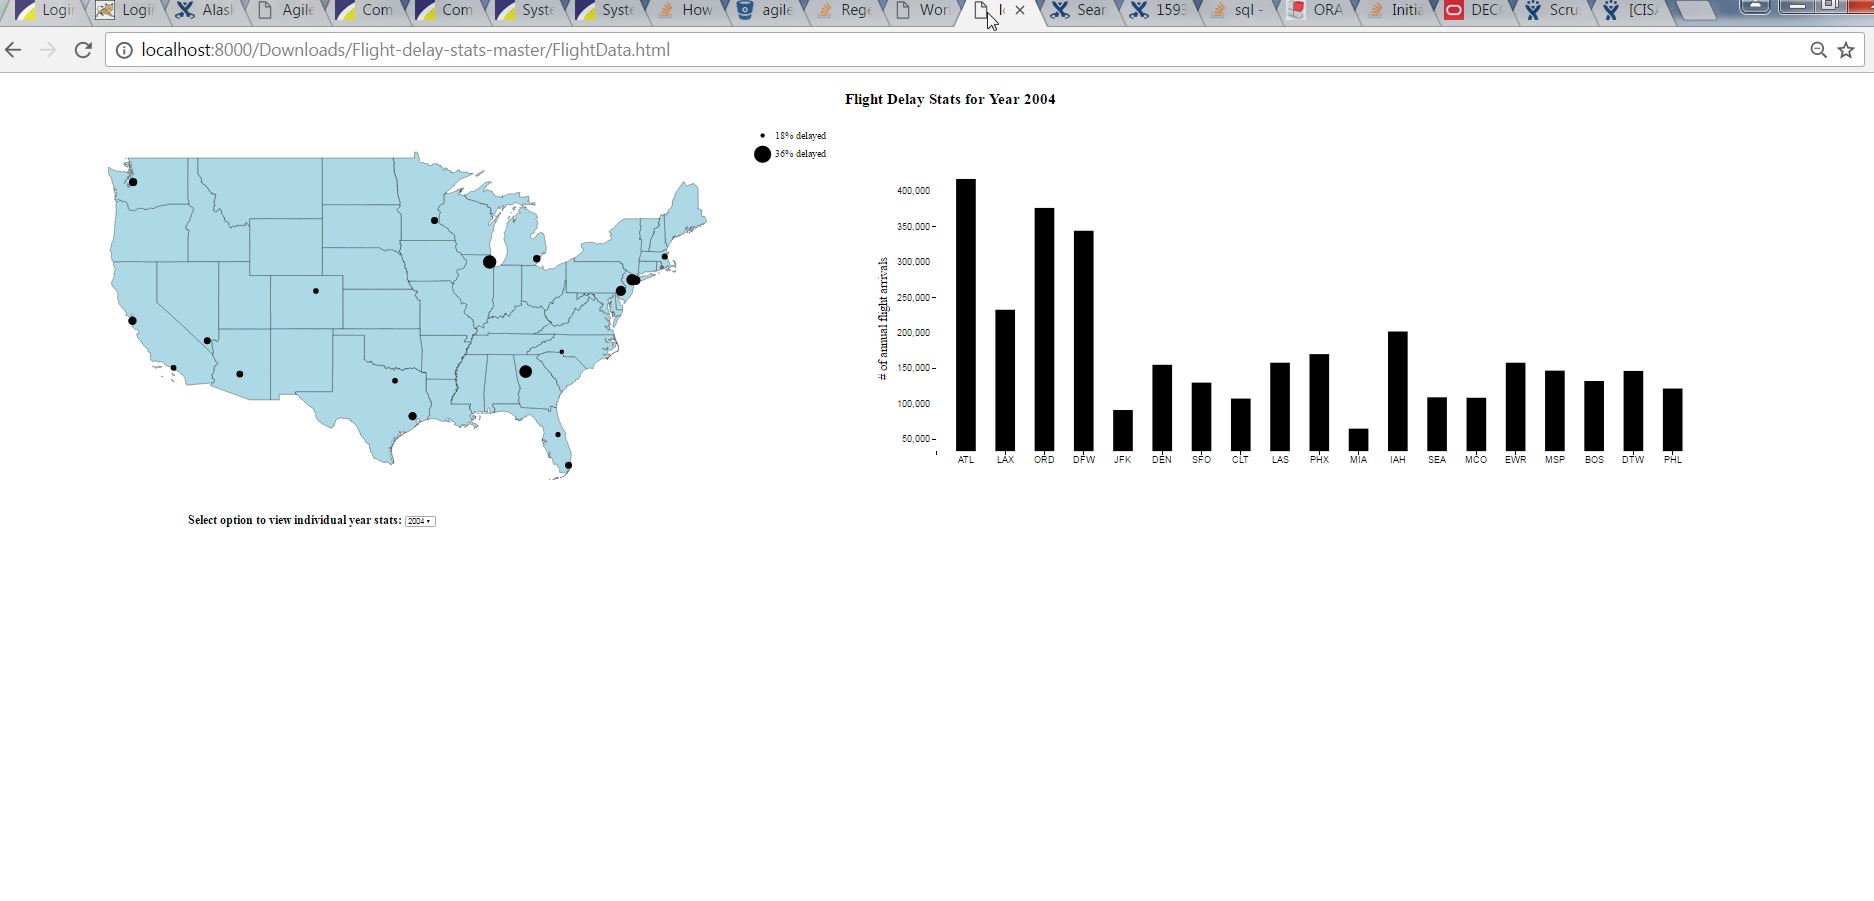 Logi
Login
Alas
Agile
Com
Com
Syste
Syste
How
agile
Rege
Wor
Sear
1593
sql -
ORA
Initia
DEC
Scru
[CIS
localhost:8000/Downloads/Flight-delay-stats-master/FlightData.html
Flight Delay Stats for Year 2004
18% delayed
36% delayed
# of annual flight arrivals
400,000
350,000
300,000
250,000
200,000
150,000
100,000
50,000
ATL LAX ORD DFW JFK DEN SFO CLT LAS PHX MIA IAH SEA MCO EWR MSP BOS DTW PHL
Select option to view individual year stats: 2004